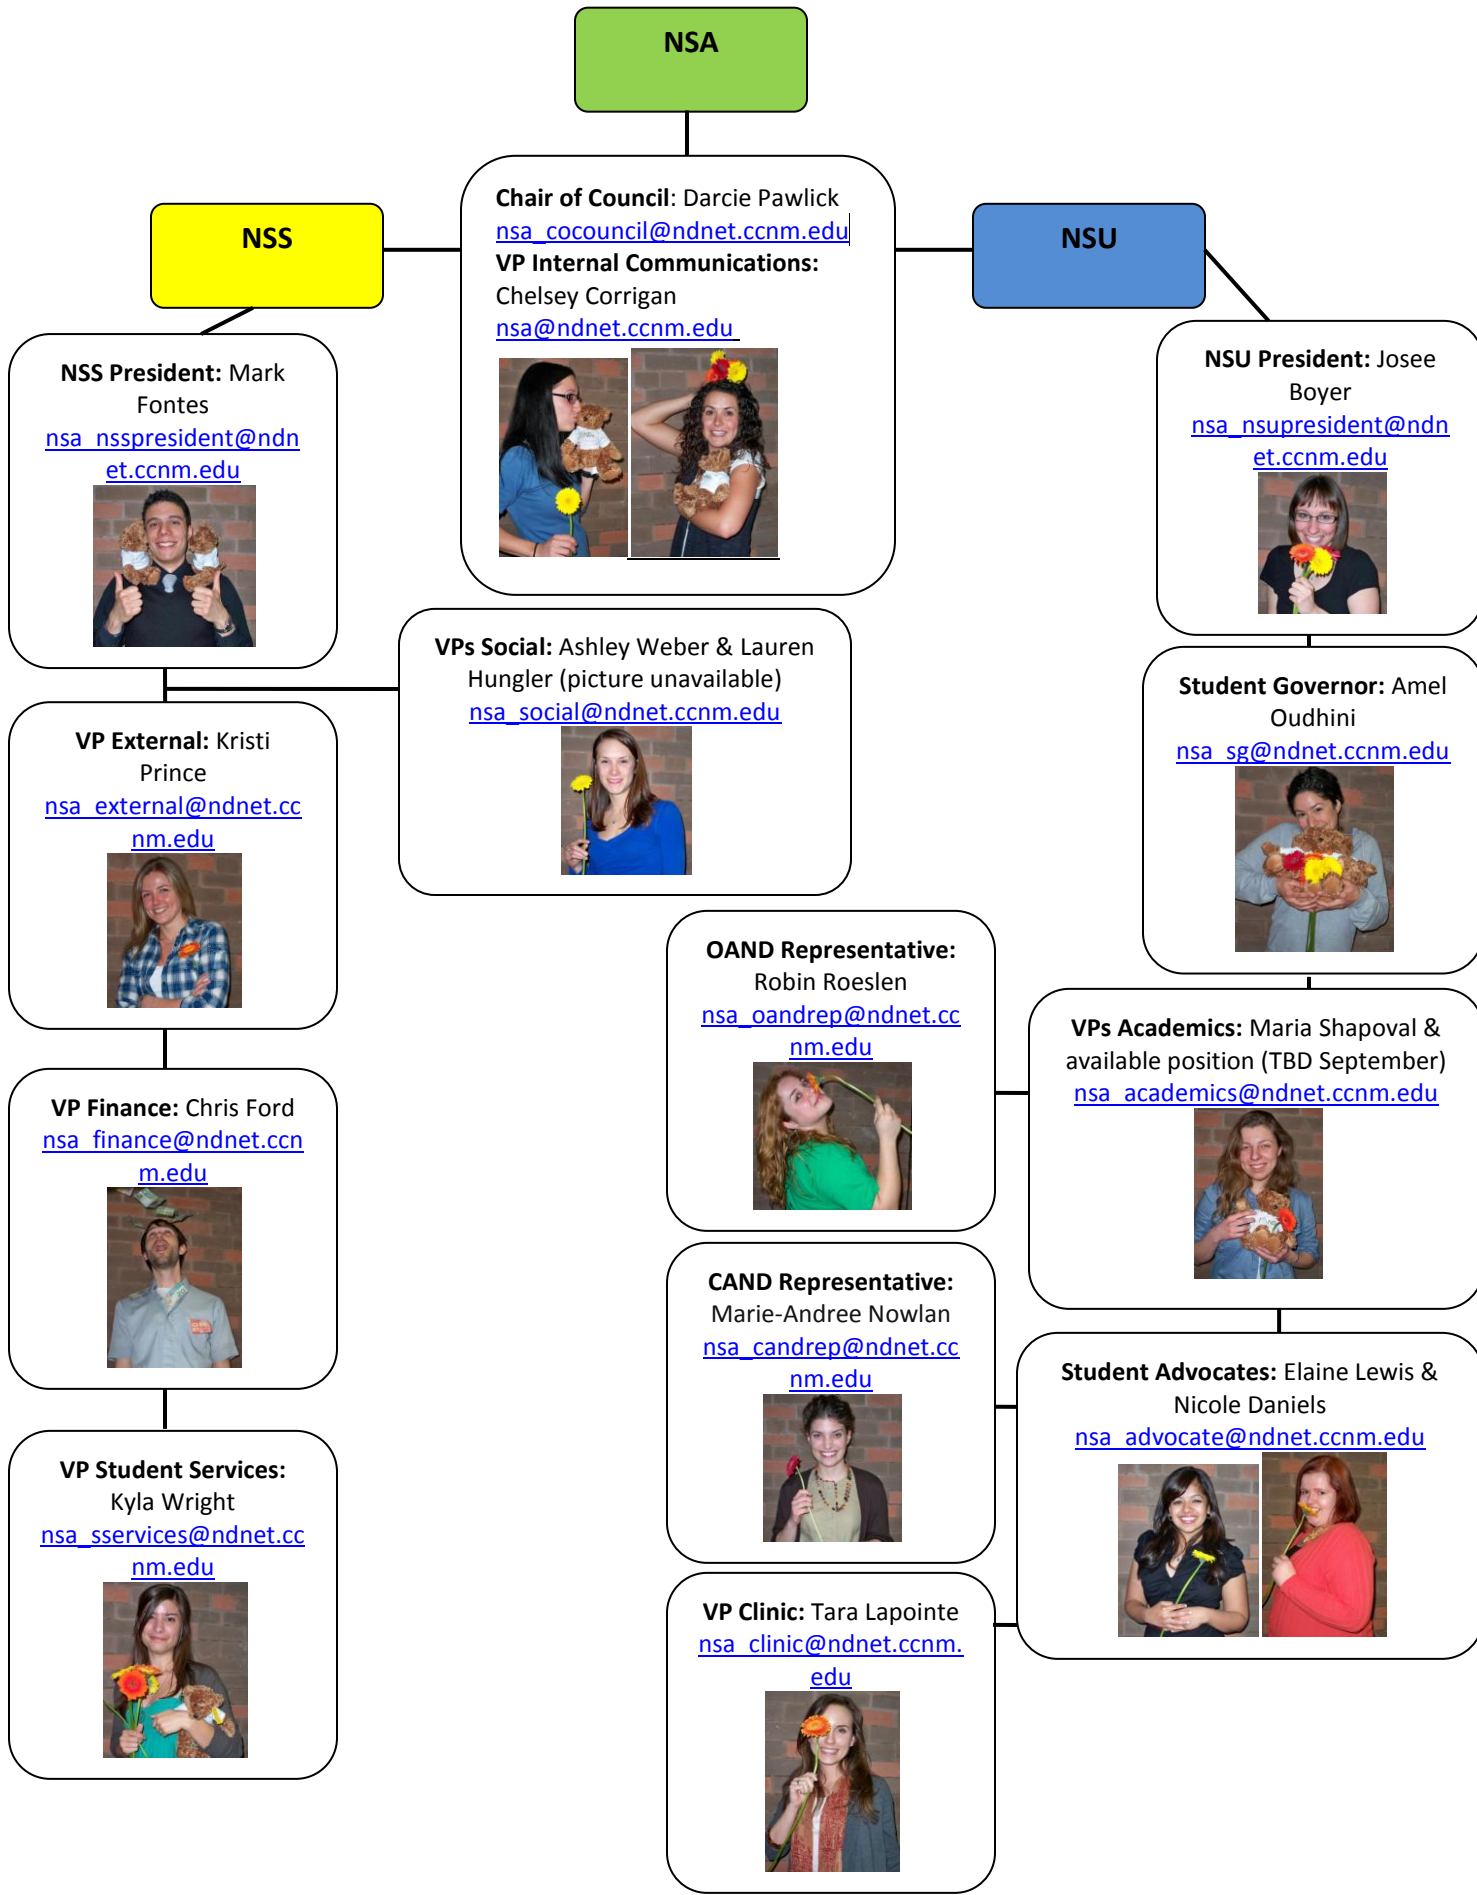 NSA
Chair of Council: Darcie Pawlick
nsa_cocouncil@ndnet.ccnm.edu
VP Internal Communications:
Chelsey Corrigan
nsa@ndnet.ccnm.edu
NSS
NSU
NSS President: Mark
Fontes
nsa_nsspresident@ndn
et.ccnm.edu
NSU President: Josee
Boyer
nsa_nsupresident@ndn
et.ccnm.edu
VPs Social: Ashley Weber & Lauren
Hungler (picture unavailable)
nsa_social@ndnet.ccnm.edu
Student Governor: Amel
Oudhini
nsa_sg@ndnet.ccnm.edu
VP External: Kristi
Prince
nsa_external@ndnet.cc
nm.edu
OAND Representative:
Robin Roeslen
nsa_oandrep@ndnet.cc
nm.edu
VPs Academics: Maria Shapoval &
available position (TBD September)
nsa_academics@ndnet.ccnm.edu
VP Finance: Chris Ford
nsa_finance@ndnet.ccn
m.edu
CAND Representative:
Marie-Andree Nowlan
nsa_candrep@ndnet.cc
nm.edu
Student Advocates: Elaine Lewis &
Nicole Daniels
nsa_advocate@ndnet.ccnm.edu
VP Student Services:
Kyla Wright
nsa_sservices@ndnet.cc
nm.edu
VP Clinic: Tara Lapointe
nsa_clinic@ndnet.ccnm.
edu